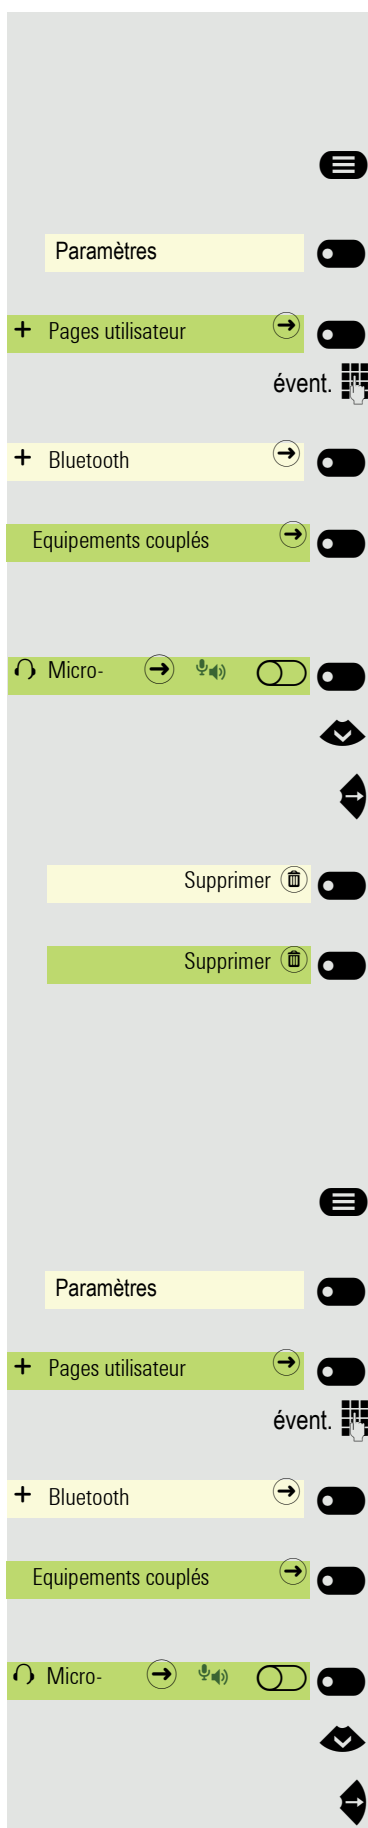 Paramètres
+ Pages utilisateur
évent.
+ Bluetooth
Equipements couplés
Micro-
Supprimer
Supprimer
Paramètres
+ Pages utilisateur
évent.
+ Bluetooth
Equipements couplés
Micro-